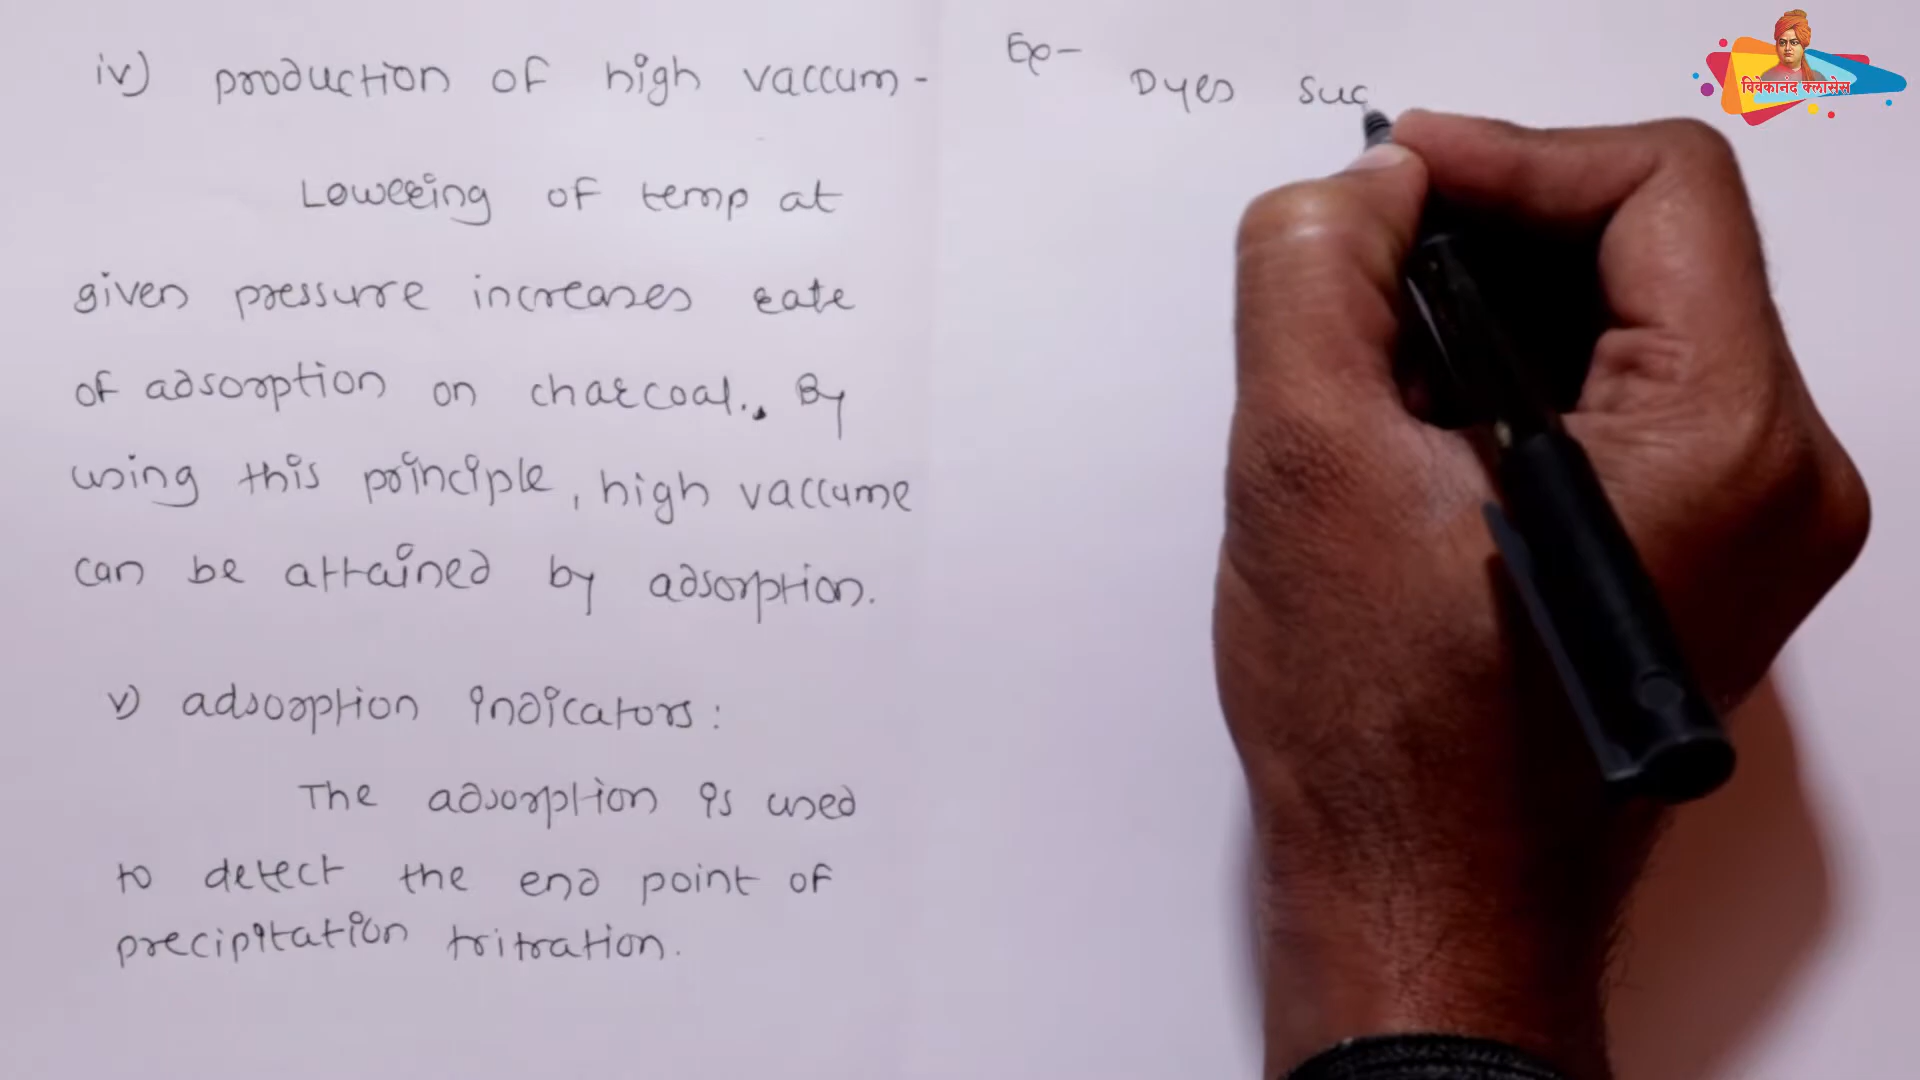 iv) production of high vaccum -
Lowering of temp at
given pressure increases rate
of adsorption on charcoal. By
using this principle, high vaccume
can be attained by adsorption.
v) adsorption indicators:
The adsorption is used
to detect the end point of
precipitation tritration.
Ex-
Dyes suc
विवेकानंद क्लासेस